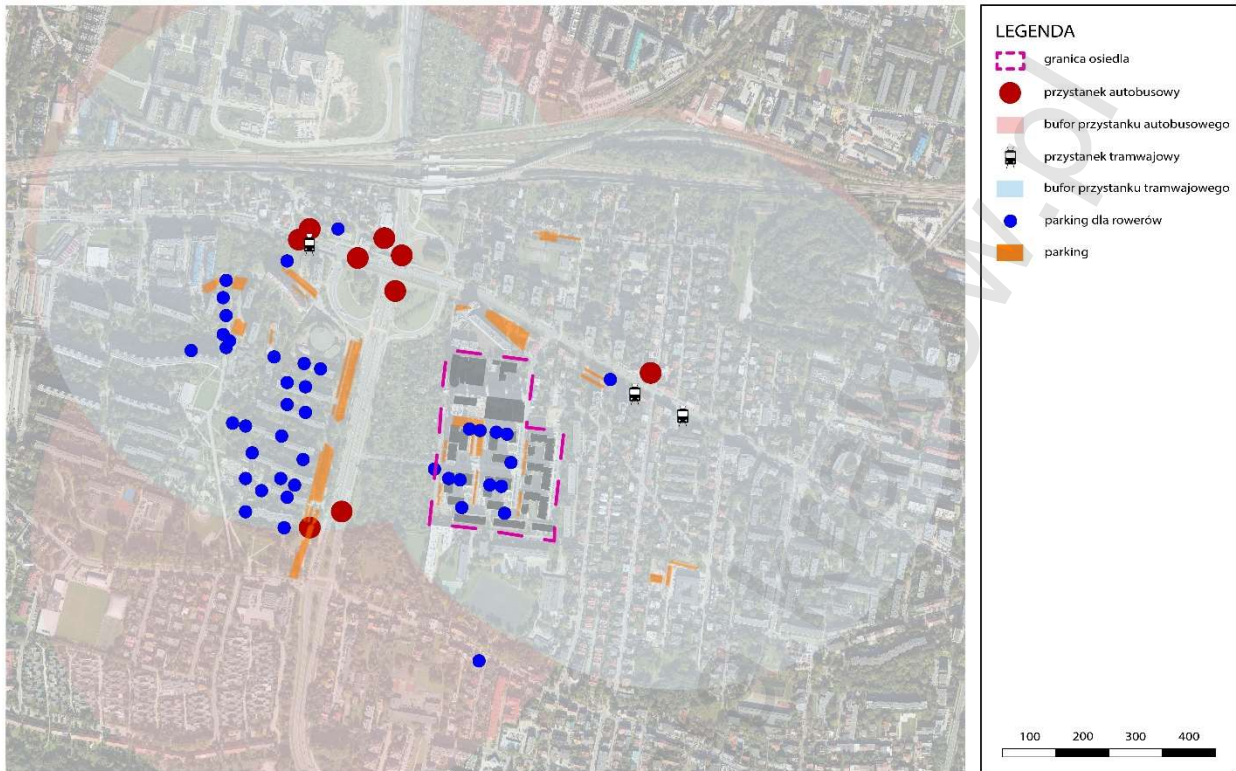 LEGENDA
granica osiedla
przystanek autobusowy
bufor przystanku autobusowego
przystanek tramwajowy
bufor przystanku tramwajowego
parking dla rowerów
parking
100 200 300 400